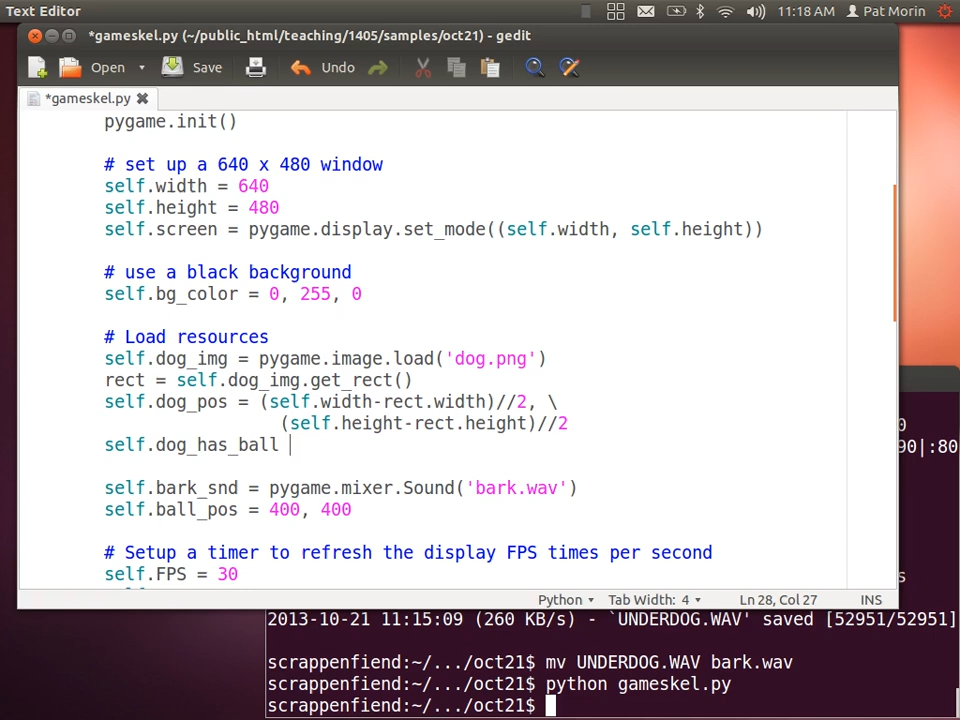 Text Editor
11:18 AM Pat Morin
*gameskel.py (~/public_html/teaching/1405/samples/oct21) - gedit
Open Save Undo
*gameskel.py
pygame.init()
# set up a 640 x 480 window
self.width = 640
self.height = 480
self.screen = pygame.display.set_mode((self.width, self.height))
# use a black background
self.bg_color = 0, 255, 0
# Load resources
self.dog_img = pygame.image.load('dog.png')
rect = self.dog_img.get_rect()
self.dog_pos = (self.width-rect.width)//2, \
(self.height-rect.height)//2
self.dog_has_ball
self.bark_snd = pygame.mixer.Sound('bark.wav')
self.ball_pos = 400, 400
# Setup a timer to refresh the display FPS times per second
self.FPS = 30
Python Tab Width: 4 Ln 28, Col 27 INS
0
90|:80
s
2013-10-21 11:15:09 (260 KB/s) - `UNDERDOG.WAV' saved [52951/52951]
scrappenfiend:~/.../oct21$ mv UNDERDOG.WAV bark.wav
scrappenfiend:~/.../oct21$ python gameskel.py
scrappenfiend:~/.../oct21$